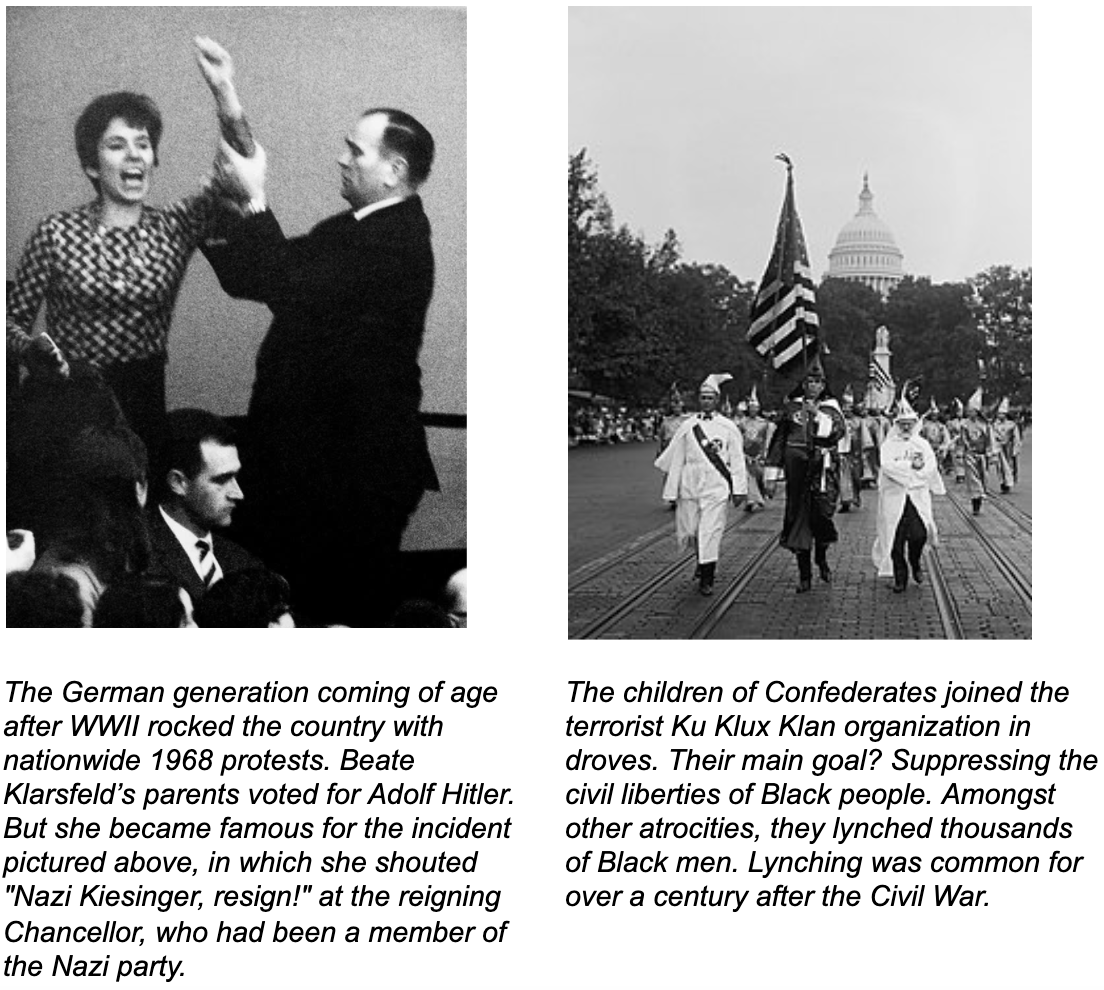 The German generation coming of age
after WWII rocked the country with
nationwide 1968 protests. Beate
Klarsfeld’s parents voted for Adolf Hitler.
But she became famous for the incident
pictured above, in which she shouted
"Nazi Kiesinger, resign!" at the reigning
Chancellor, who had been a member of
the Nazi party.
The children of Confederates joined the
terrorist Ku Klux Klan organization in
droves. Their main goal? Suppressing the
civil liberties of Black people. Amongst
other atrocities, they lynched thousands
of Black men. Lynching was common for
over a century after the Civil War.